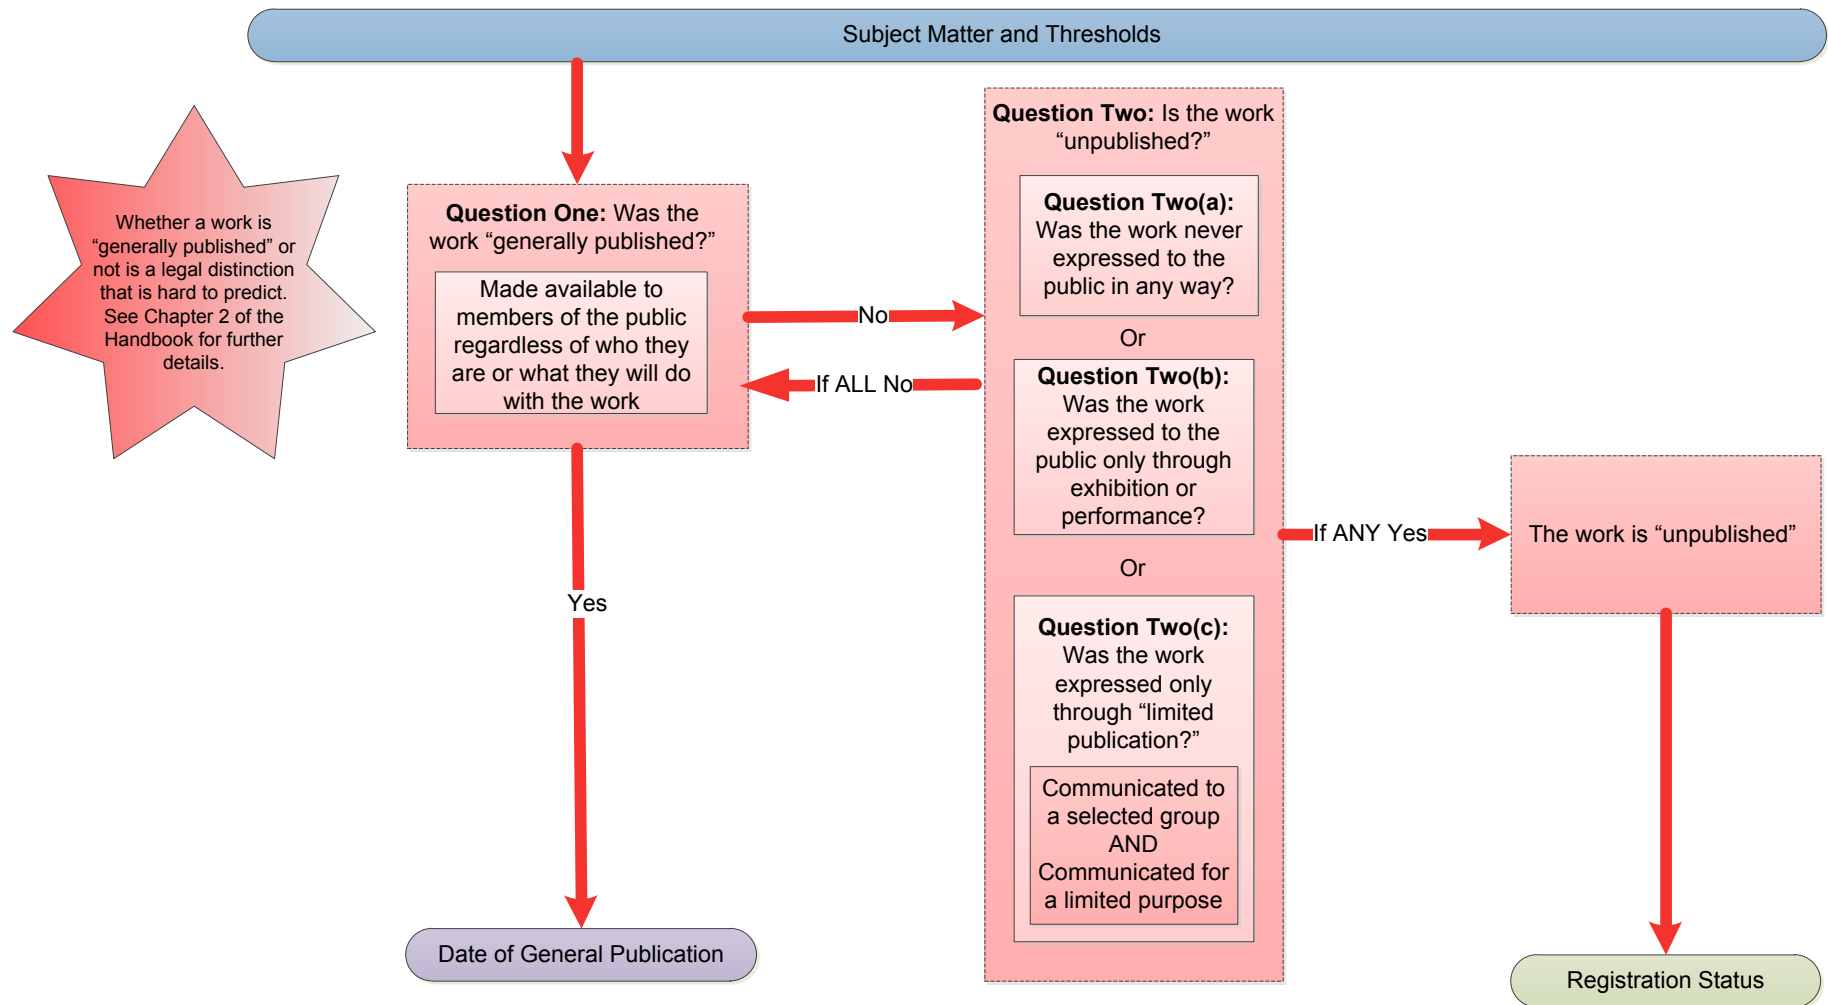 Subject Matter and Thresholds
Whether a work is
“generally published” or
not is a legal distinction
that is hard to predict.
See Chapter 2 of the
Handbook for further
details.
Question One: Was the
work “generally published?”
Made available to
members of the public
regardless of who they
are or what they will do
with the work
No
If ALL No
Yes
Date of General Publication
Question Two: Is the work
“unpublished?”
Question Two(a):
Was the work never
expressed to the
public in any way?
Or
Question Two(b):
Was the work
expressed to the
public only through
exhibition or
performance?
Or
Question Two(c):
Was the work
expressed only
through “limited
publication?”
Communicated to
a selected group
AND
Communicated for
a limited purpose
If ANY Yes
The work is “unpublished”
Registration Status